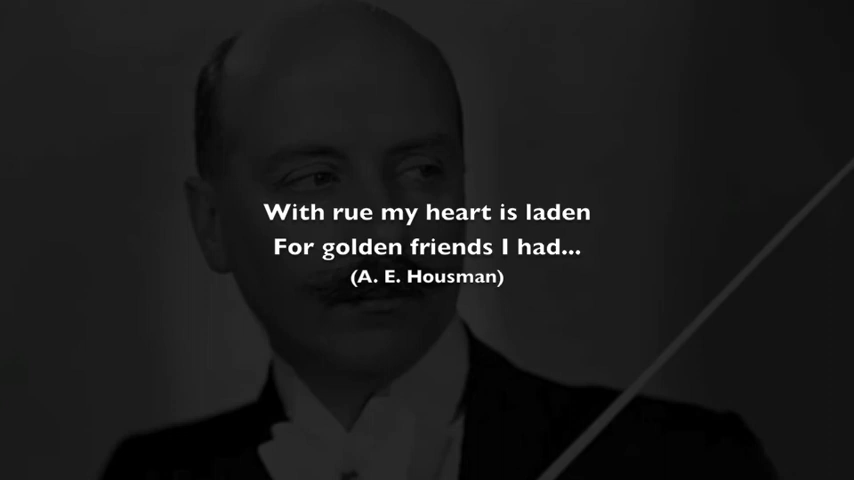 With rue my heart is laden
For golden friends I had...
(A. E. Housman)